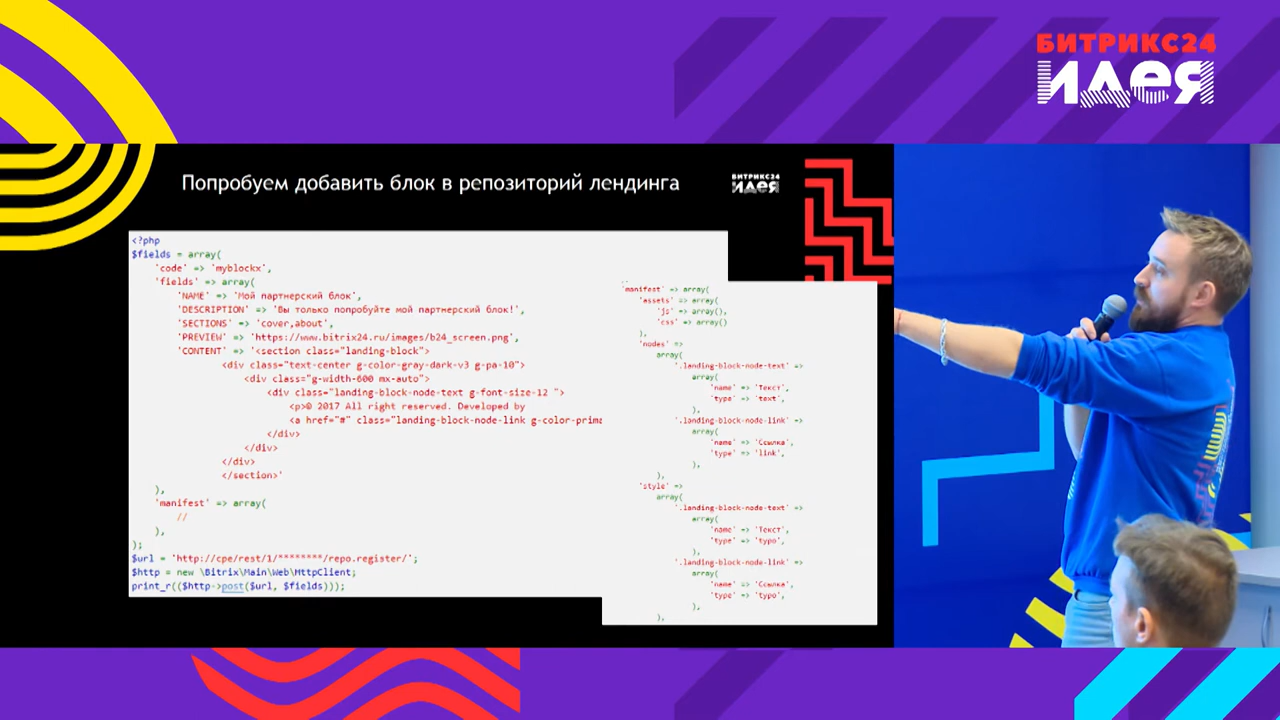 БИТРИКС24
ИДЕЯ
Попробуем добавить блок в репозиторий лендинга
БИТРИКС24
ИДЕЯ
<?php
$fields = array(
'code' => 'myblockx',
'fields' => array(
'NAME' => 'Мой партнерский блок',
'DESCRIPTION' => 'Вы только попробуйте мой партнерский блок!',
'SECTIONS' => 'cover,about',
'PREVIEW' => 'https://www.bitrix24.ru/images/b24_screen.png',
'CONTENT' => '<section class="landing-block">
<div class="text-center g-color-gray-dark-v3 g-pa-10">
<div class="g-width-600 mx-auto">
<div class="landing-block-node-text g-font-size-12 ">
<p>© 2017 All right reserved. Developed by
<a href="#" class="landing-block-node-link g-color-prima
</div>
</div>
</div>
</section>'
),
'manifest' => array(
//
),
);
$url = 'http://cpe/rest/1/********/repo.register/';
$http = new \Bitrix\Main\Web\HttpClient;
print_r(($http->post($url, $fields)));
'manifest' => array(
'assets' => array(
'js' => array(),
'css' => array()
),
'nodes' =>
array(
'.landing-block-node-text' =>
array(
'name' => 'Текст',
'type' => 'text',
),
'.landing-block-node-link' =>
array(
'name' => 'Ссылка',
'type' => 'link',
),
),
'style' =>
array(
'.landing-block-node-text' =>
array(
'name' => 'Текст',
'type' => 'typo',
),
'.landing-block-node-link' =>
array(
'name' => 'Ссылка',
'type' => 'typo',
),
),